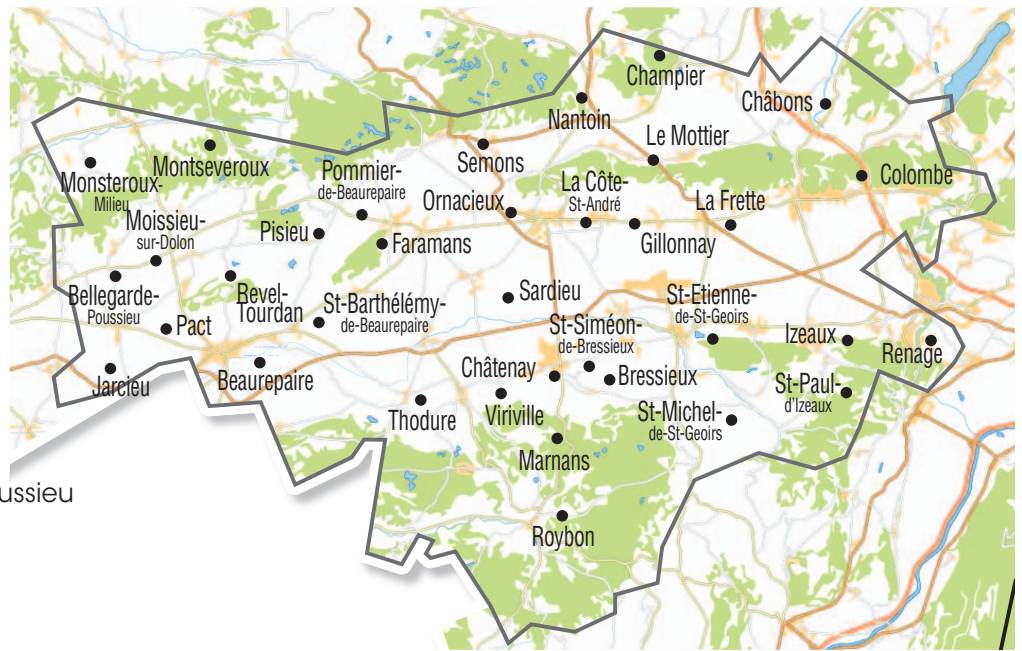 Champier
Châbons
Nantoin
Le Mottier
Semons
Montseveroux
Pommier-
de-Beaurepaire
Monsteroux-
Milieu
Colombe
La Côte-
St-André
Ornacieux
La Frette
Moissieu-
sur-Dolon
Pisieu
Faramans
Gillonnay
Bellegarde-
Poussieu
Revel-
Tourdan
St-Barthélémy-
de-Beaurepaire
Sardieu
St-Etienne-
de-St-Geoirs
Pact
St-Siméon-
de-Bressieux
Izeaux
Renage
Jarcieu
Beaurepaire
Châtenay
Bressieux
St-Paul-
d'Izeaux
Thodure
Viriville
St-Michel-
de-St-Geoirs
Marnans
ussieu
Roybon